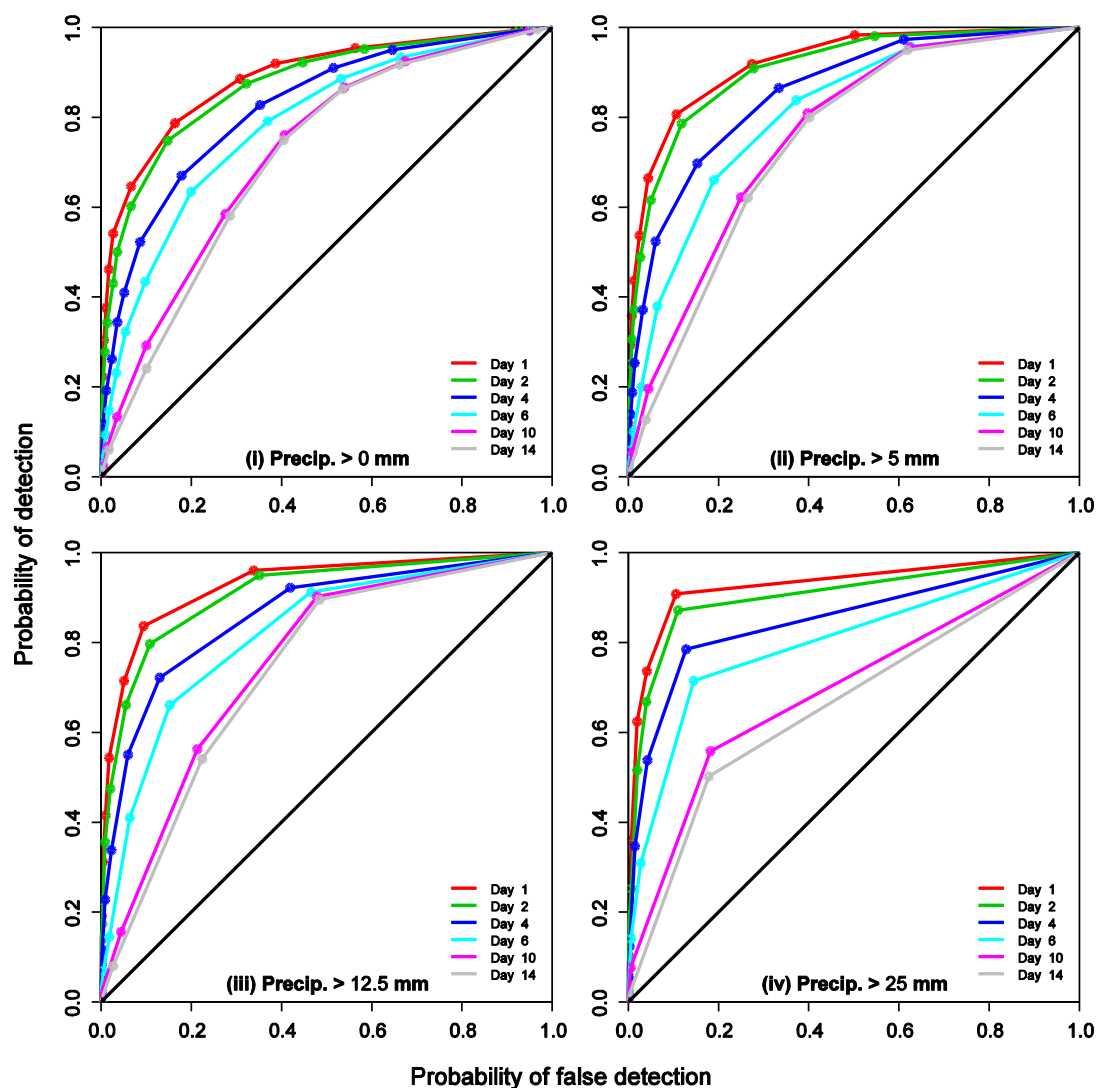 Probability of detection
1.0
0.8
0.6
0.4
0.2
0.0
Day 1
Day 2
Day 4
Day 6
Day 10
Day 14
(i) Precip. > 0 mm
0.0 0.2 0.4 0.6 0.8 1.0
1.0
0.8
0.6
0.4
0.2
0.0
Day 1
Day 2
Day 4
Day 6
Day 10
Day 14
(ii) Precip. > 5 mm
0.0 0.2 0.4 0.6 0.8 1.0
1.0
0.8
0.6
0.4
0.2
0.0
Day 1
Day 2
Day 4
Day 6
Day 10
Day 14
(iii) Precip. > 12.5 mm
0.0 0.2 0.4 0.6 0.8 1.0
1.0
0.8
0.6
0.4
0.2
0.0
Day 1
Day 2
Day 4
Day 6
Day 10
Day 14
(iv) Precip. > 25 mm
0.0 0.2 0.4 0.6 0.8 1.0
Probability of false detection